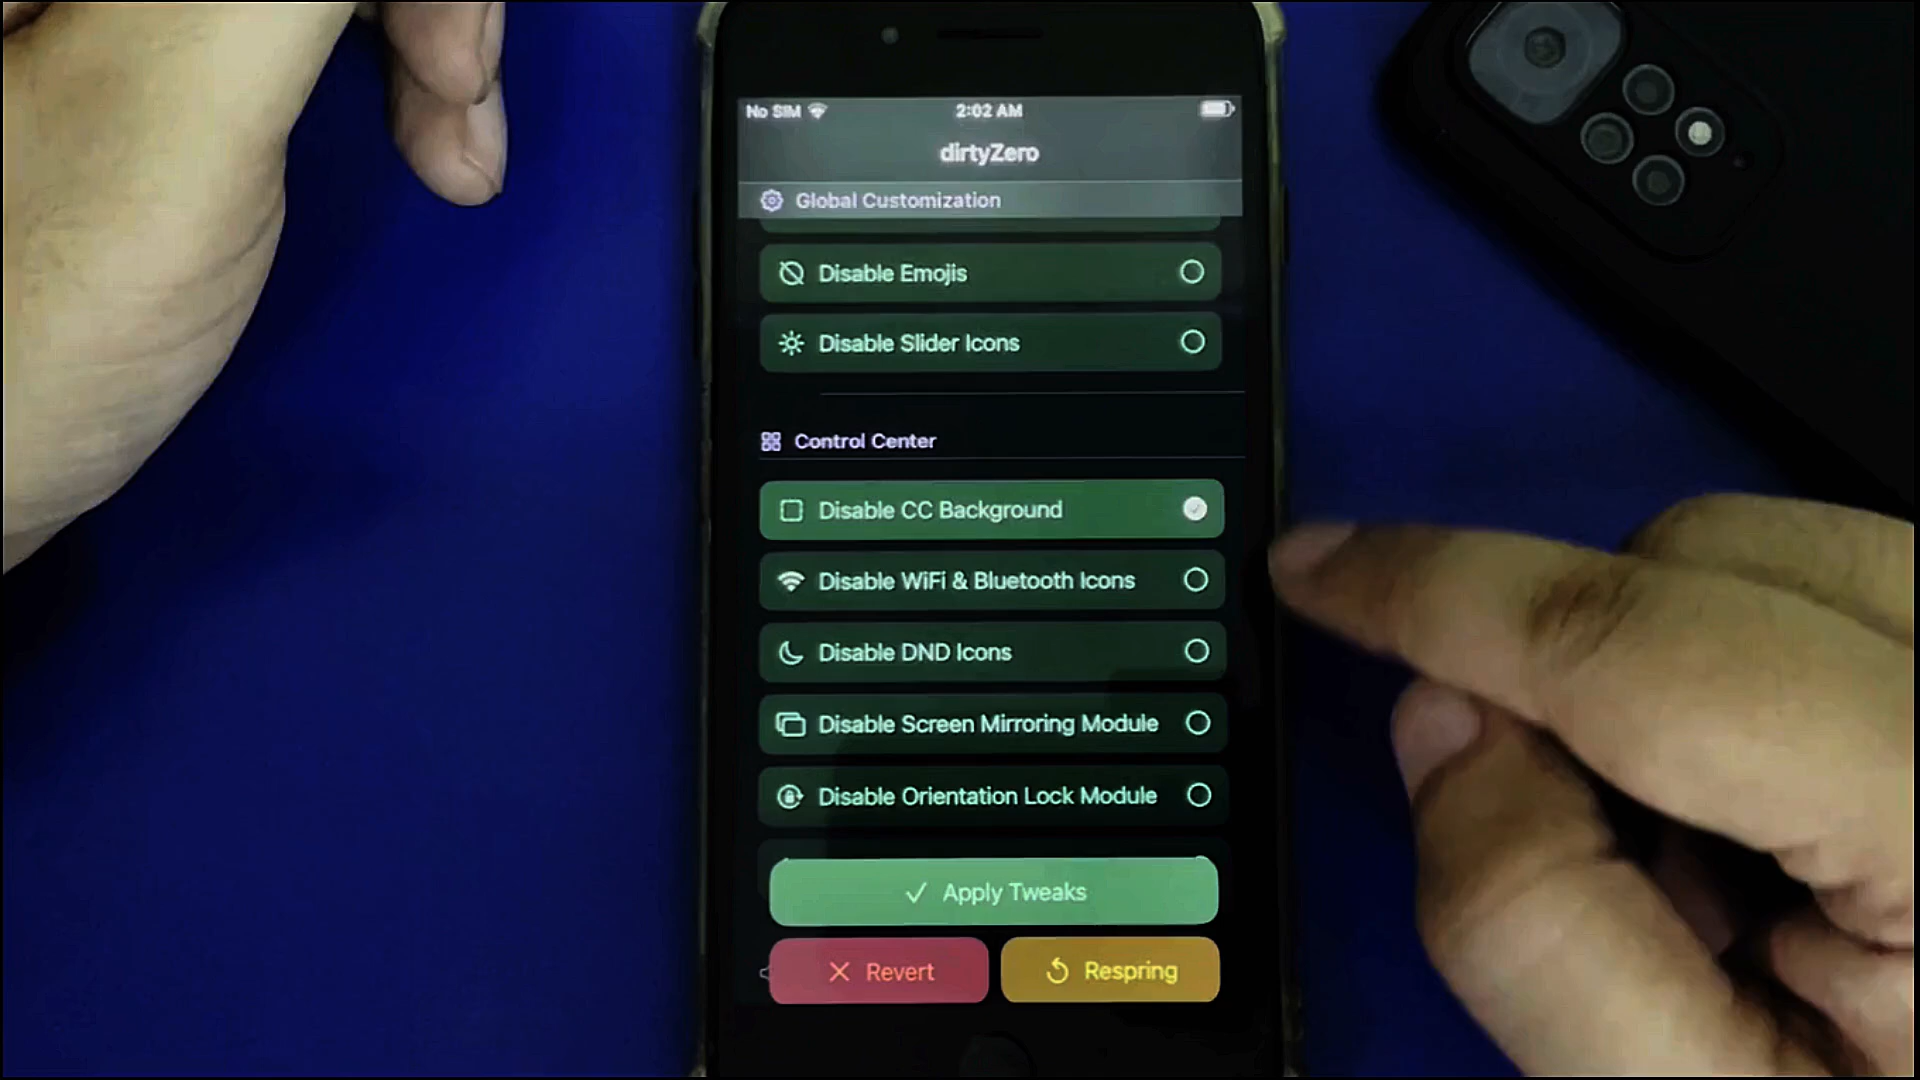 No SIM
2:02 AM
dirtyZero
Global Customization
Disable Emojis
Disable Slider Icons
Control Center
Disable CC Background
Disable WiFi & Bluetooth Icons
Disable DND Icons
Disable Screen Mirroring Module
Disable Orientation Lock Module
Apply Tweaks
Revert
Respring